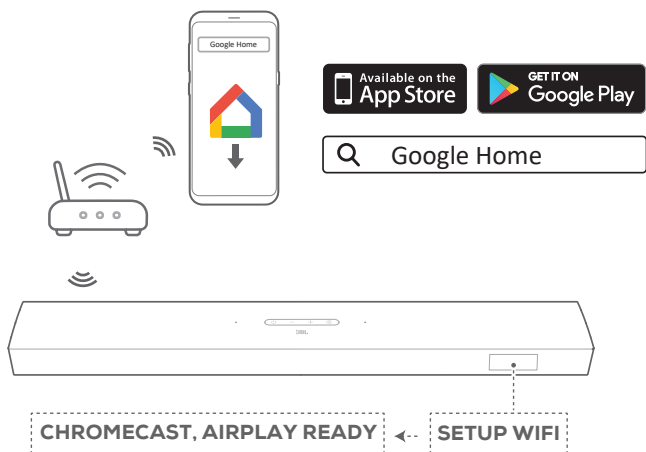 Google Home
Available on the
App Store
GET IT ON
Google Play
Google Home
JBL
CHROMECAST, AIRPLAY READY
SETUP WIFI